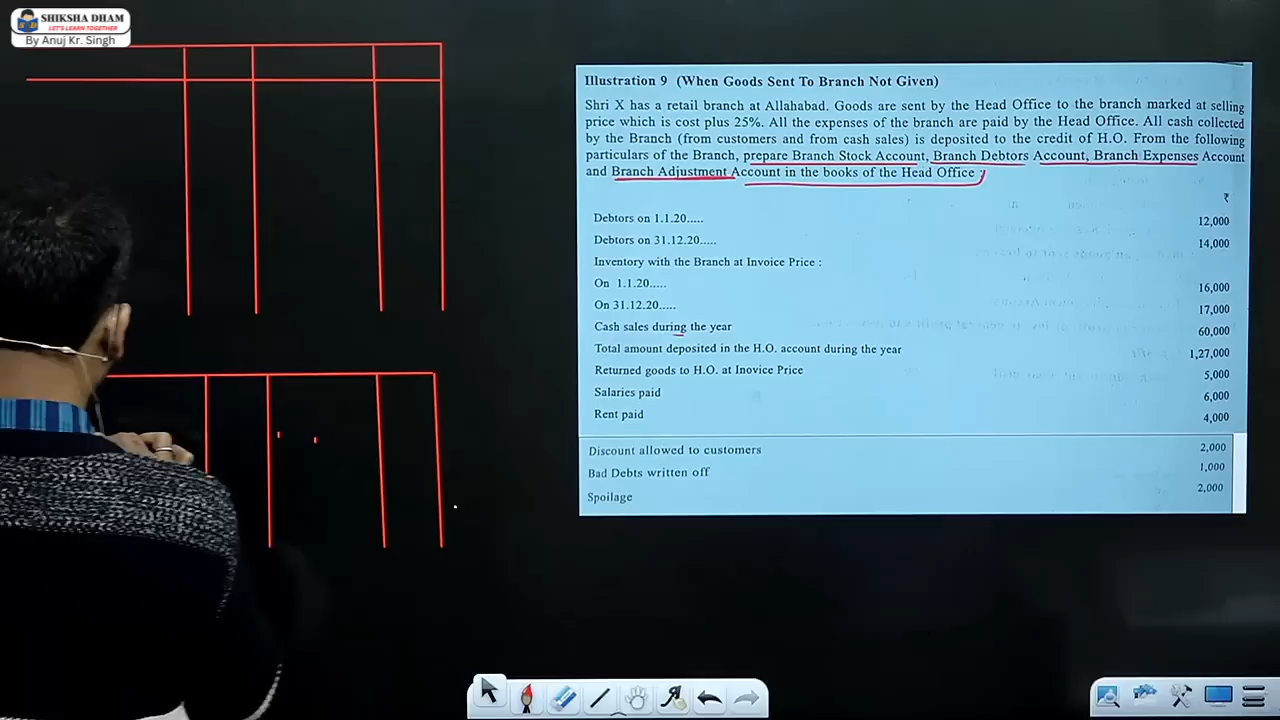 SHIKSHA DHAM
LET'S LEARN TOGETHER
By Anuj Kr. Singh
Illustration 9 (When Goods Sent To Branch Not Given)
Shri X has a retail branch at Allahabad. Goods are sent by the Head Office to the branch marked at selling
price which is cost plus 25%. All the expenses of the branch are paid by the Head Office. All cash collected
by the Branch (from customers and from cash sales) is deposited to the credit of H.O. From the following
particulars of the Branch, prepare Branch Stock Account, Branch Debtors Account, Branch Expenses Account
and Branch Adjustment Account in the books of the Head Office :
₹
Debtors on 1.1.20..... 12,000
Debtors on 31.12.20..... 14,000
Inventory with the Branch at Invoice Price :
On 1.1.20..... 16,000
On 31.12.20..... 17,000
Cash sales during the year 60,000
Total amount deposited in the H.O. account during the year 1,27,000
Returned goods to H.O. at Inovice Price 5,000
Salaries paid 6,000
Rent paid 4,000
Discount allowed to customers 2,000
Bad Debts written off 1,000
Spoilage 2,000